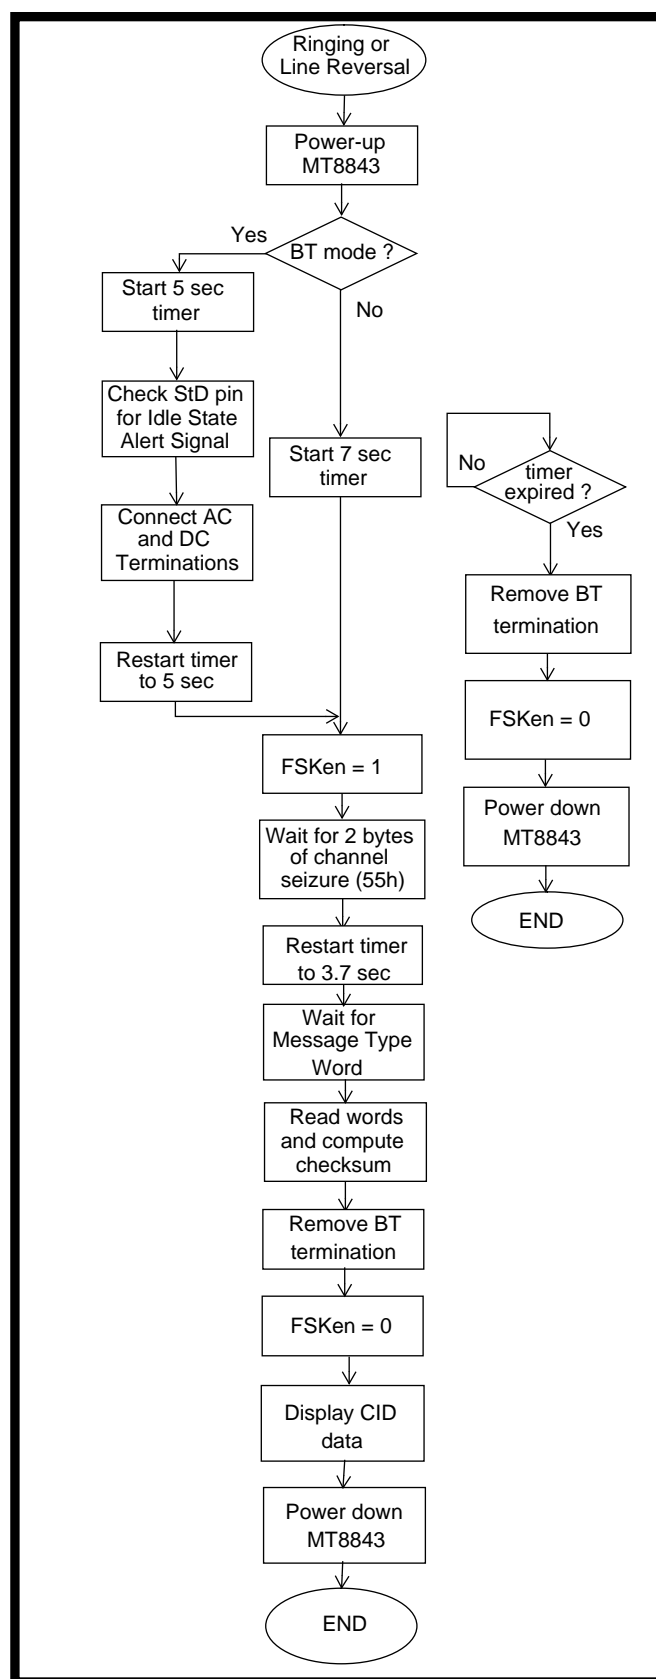 Ringing or
Line Reversal
Power-up
MT8843
Yes
BT mode ?
No
Start 5 sec
timer
Check StD pin
for Idle State
Alert Signal
Connect AC
and DC
Terminations
Restart timer
to 5 sec
Start 7 sec
timer
FSKen = 1
Wait for 2 bytes
of channel
seizure (55h)
Restart timer
to 3.7 sec
Wait for
Message Type
Word
Read words
and compute
checksum
Remove BT
termination
FSKen = 0
Display CID
data
Power down
MT8843
END
No
timer
expired ?
Yes
Remove BT
termination
FSKen = 0
Power down
MT8843
END